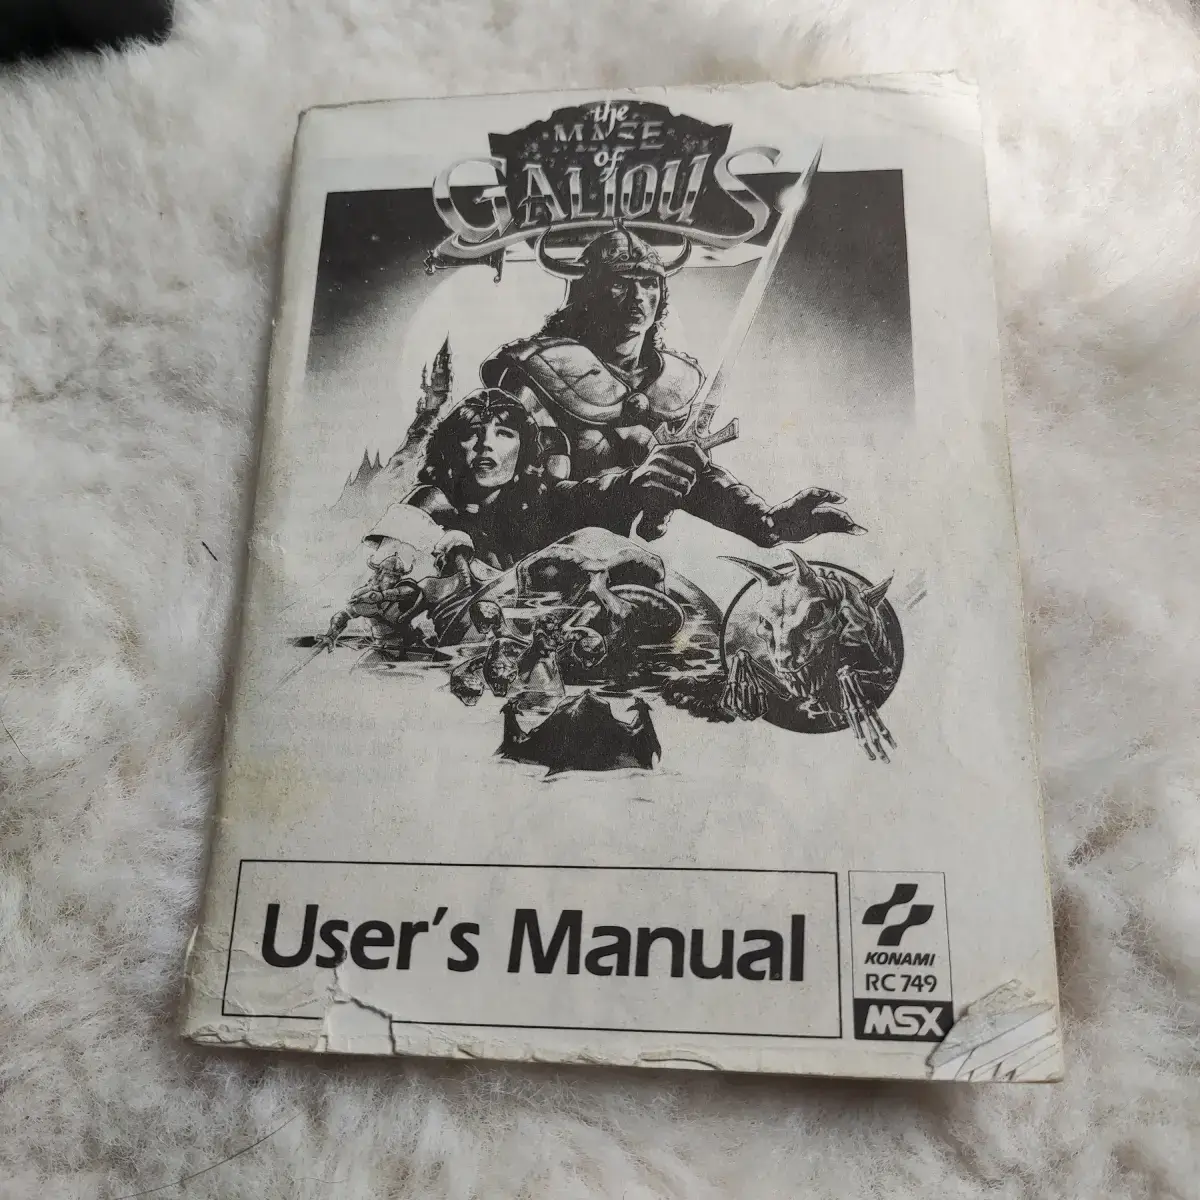 the
MAZE
of
GALIOUS
User's Manual
KONAMI
RC 749
MSX